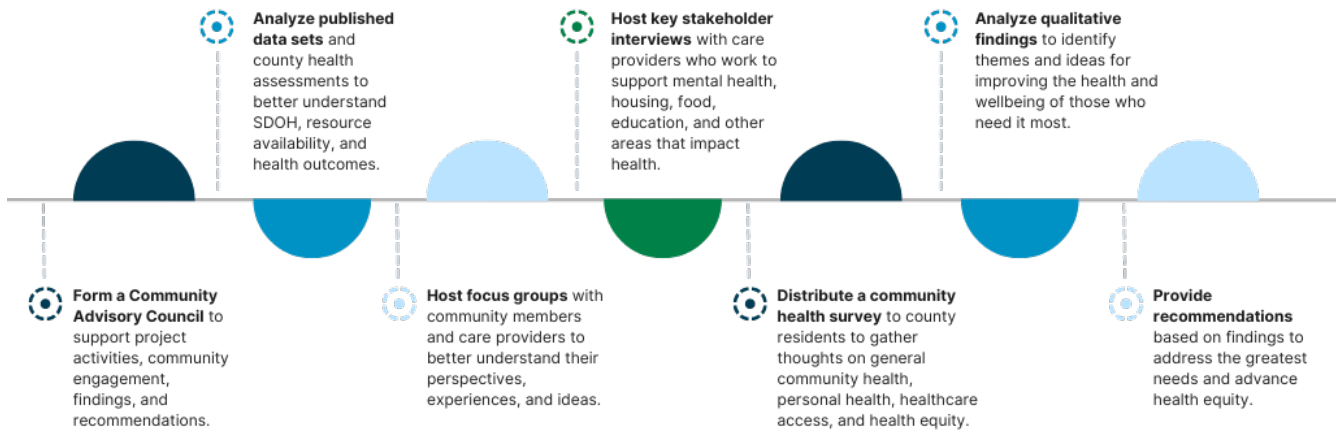 Form a Community
Advisory Council to
support project
activities, community
engagement,
findings, and
recommendations.
Analyze published
data sets and
county health
assessments to
better understand
SDOH, resource
availability, and
health outcomes.
Host focus groups with
community members
and care providers to
better understand their
perspectives,
experiences, and ideas.
Host key stakeholder
interviews with care
providers who work to
support mental health,
housing, food,
education, and other
areas that impact
health.
Distribute a community
health survey to county
residents to gather
thoughts on general
community health,
personal health, healthcare
access, and health equity.
Analyze qualitative
findings to identify
themes and ideas for
improving the health and
wellbeing of those who
need it most.
Provide
recommendations
based on findings to
address the greatest
needs and advance
health equity.